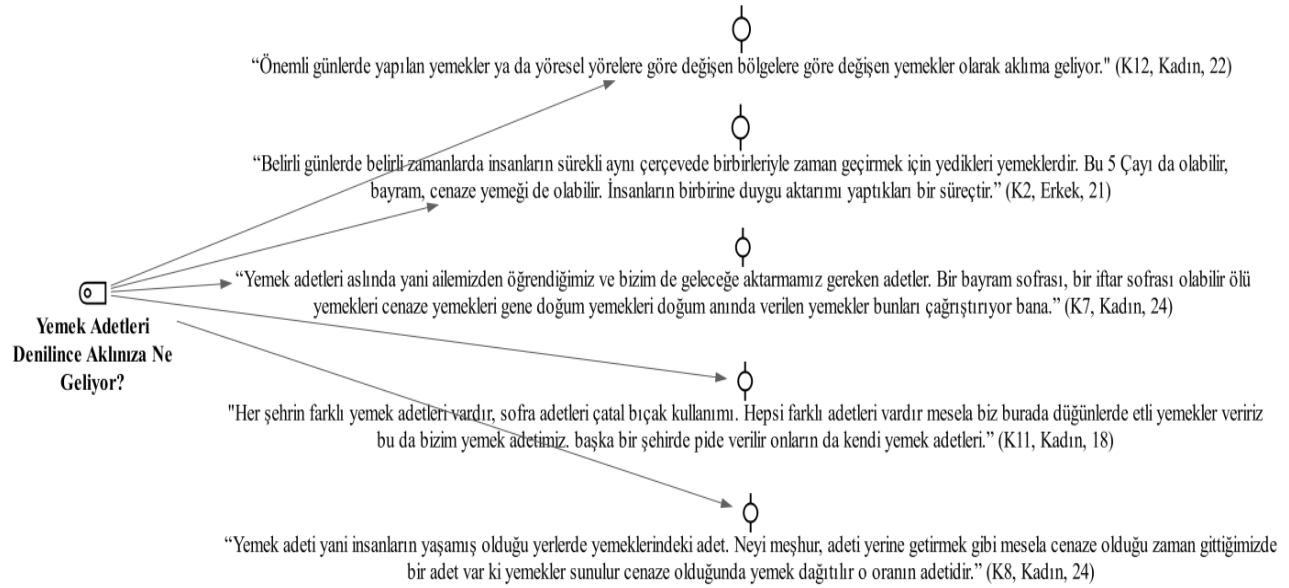 “Önemli günlerde yapılan yemekler ya da yöresel yörelere göre değişen bölgelere göre değişen yemekler olarak aklıma geliyor." (K12, Kadın, 22)
“Belirli günlerde belirli zamanlarda insanların sürekli aynı çerçevede birbirleriyle zaman geçirmek için yedikleri yemeklerdir. Bu 5 Çayı da olabilir,
bayram, cenaze yemeği de olabilir. İnsanların birbirine duygu aktarımı yaptıkları bir süreçtir.” (K2, Erkek, 21)
“Yemek adetleri aslında yani ailemizden öğrendiğimiz ve bizim de geleceğe aktarmamız gereken adetler. Bir bayram sofrası, bir iftar sofrası olabilir ölü
yemekleri cenaze yemekleri gene doğum yemekleri doğum anında verilen yemekler bunları çağrıştırıyor bana.” (K7, Kadın, 24)
Yemek Adetleri
Denilince Aklınıza Ne
Geliyor?
"Her şehrin farklı yemek adetleri vardır, sofra adetleri çatal bıçak kullanımı. Hepsi farklı adetleri vardır mesela biz burada düğünlerde etli yemekler veririz
bu da bizim yemek adetimiz. başka bir şehirde pide verilir onların da kendi yemek adetleri.” (K11, Kadın, 18)
“Yemek adeti yani insanların yaşamış olduğu yerlerde yemeklerindeki adet. Neyi meşhur, adeti yerine getirmek gibi mesela cenaze olduğu zaman gittiğimizde
bir adet var ki yemekler sunulur cenaze olduğunda yemek dağıtılır o oranın adetidir.” (K8, Kadın, 24)